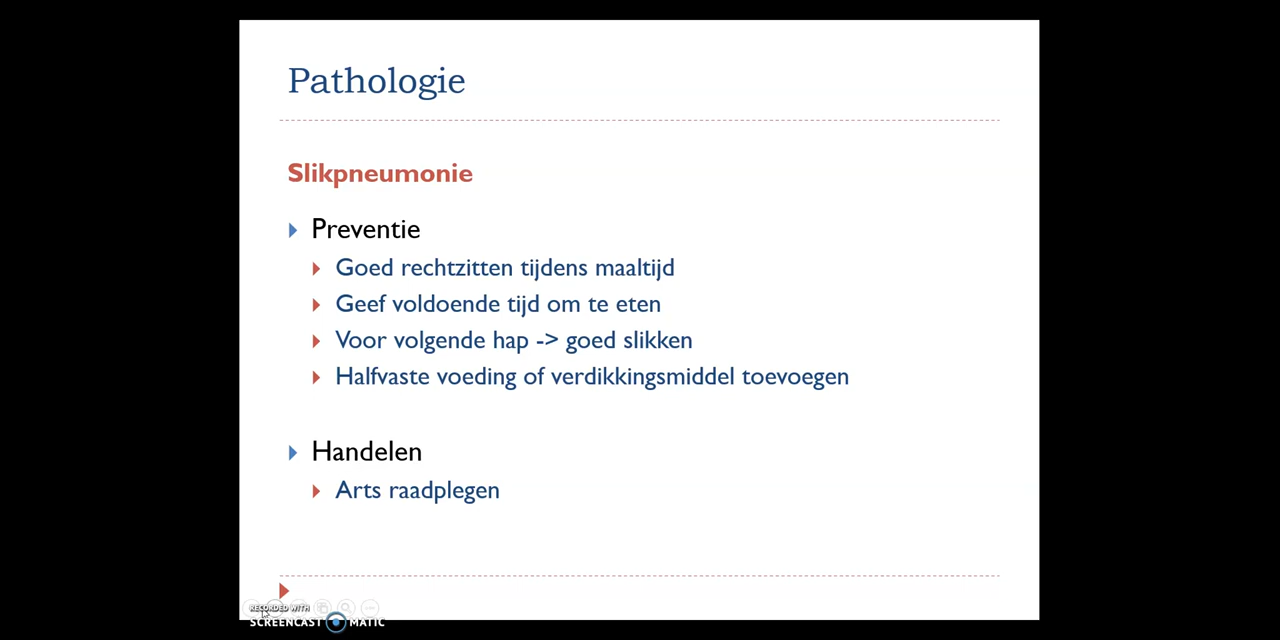 Pathologie
Slikpneumonie
Preventie
Goed rechtzitten tijdens maaltijd
Geef voldoende tijd om te eten
Voor volgende hap -> goed slikken
Halfvaste voeding of verdikkingsmiddel toevoegen
Handelen
Arts raadplegen
RECORDED WITH
SCREENCAST MATIC